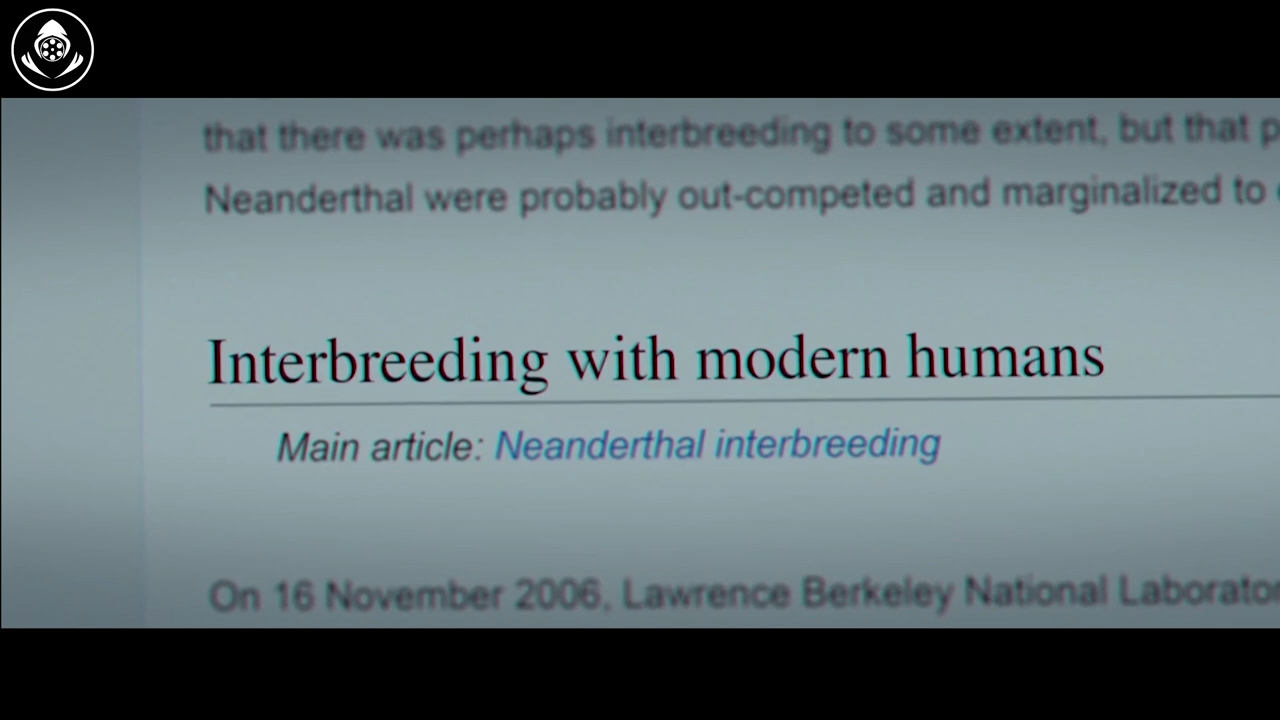 that there was perhaps interbreeding to some extent, but that
Neanderthal were probably out-competed and marginalized to
Interbreeding with modern humans
Main article: Neanderthal interbreeding
On 16 November 2006, Lawrence Berkeley National